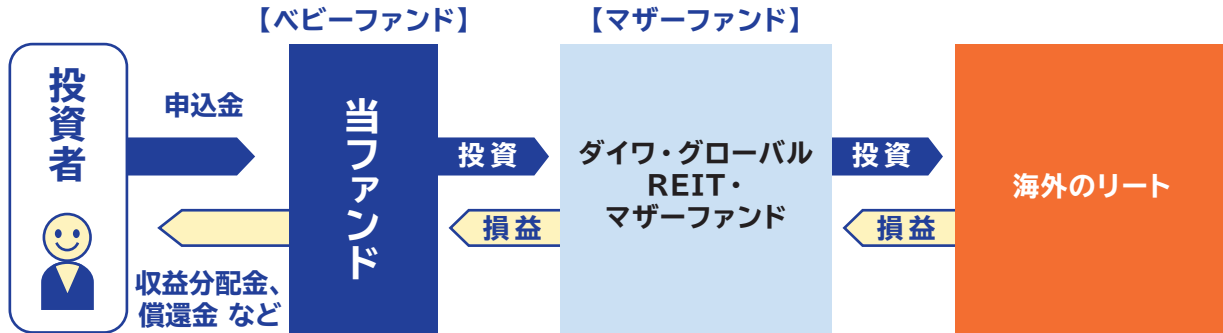 【ベビーファンド】
【マザーファンド】
投資者
申込金
収益分配金、
償還金 など
当ファンド
投資
損益
ダイワ・グローバル
REIT・
マザーファンド
投資
損益
海外のリート